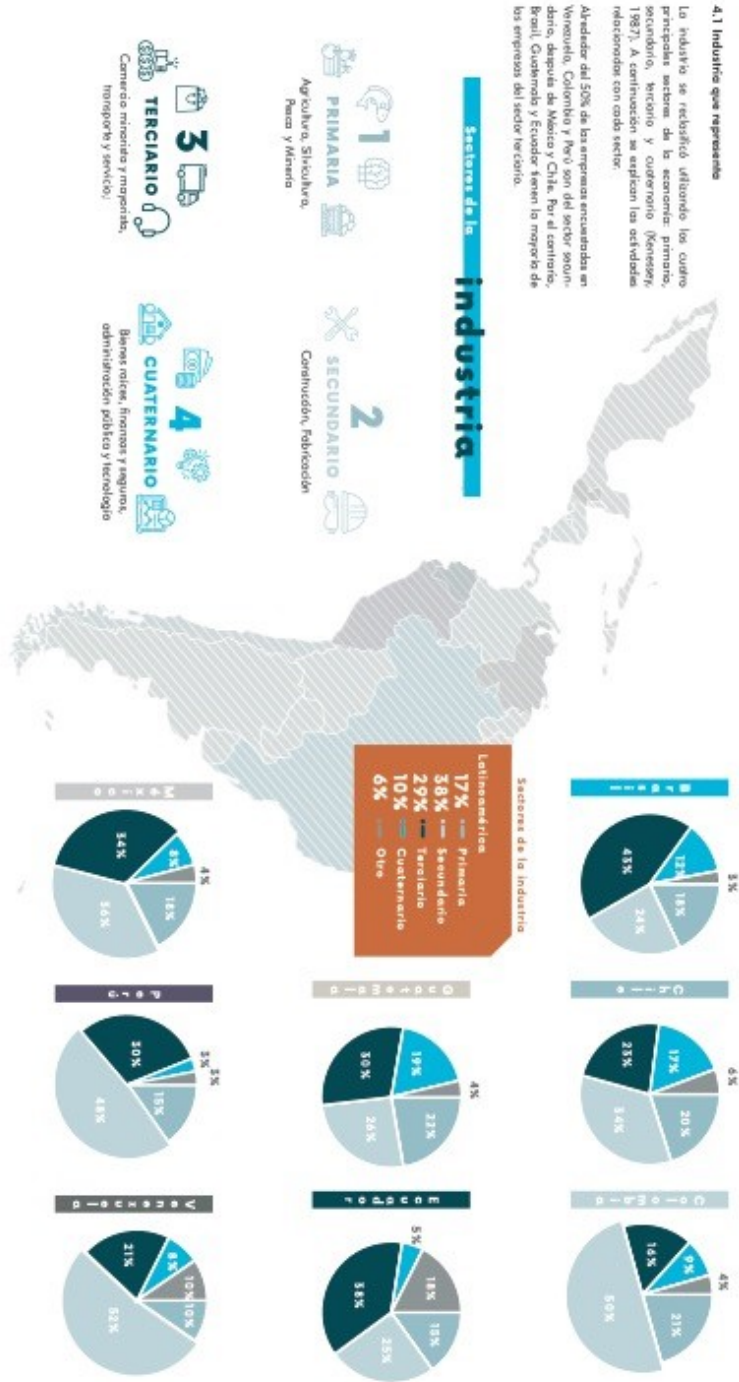 4.1 Industria que representa
La industria se reclasificó utilizando los cuatro
principales sectores de la economía: primario,
secundario, terciario y cuaternario (Kenessey,
1987). A continuación se explican las actividades
relacionadas con cada sector.
Alrededor del 50% de las empresas encuestadas en
Venezuela, Colombia y Perú son del sector secun-
dario, después de México y Chile. Por el contrario,
Brasil, Guatemala y Ecuador tienen la mayoría de
las empresas del sector terciario.
Sectores de la
industria
1
PRIMARIA
Agricultura, Silvicultura,
Pesca y Minería
2
SECUNDARIO
Construcción, Fabricación
3
TERCIARIO
Comercio minorista y mayorista,
transporte y servicio;
4
CUATERNARIO
Bienes raíces, finanzas y seguros,
administración pública y tecnología
Sectores de la industria
Latinoamérica
17% Primaria
38% Secundario
29% Terciario
10% Cuaternario
6% Otro
Brasil
3%
12%
18%
43%
24%
Chile
6%
17%
20%
23%
34%
Colombia
4%
9%
21%
16%
50%
Guatemala
4%
19%
22%
30%
26%
Ecuador
5%
18%
15%
38%
25%
México
4%
8%
18%
34%
36%
Perú
3%
3%
15%
30%
48%
Venezuela
8%
10%
10%
21%
52%